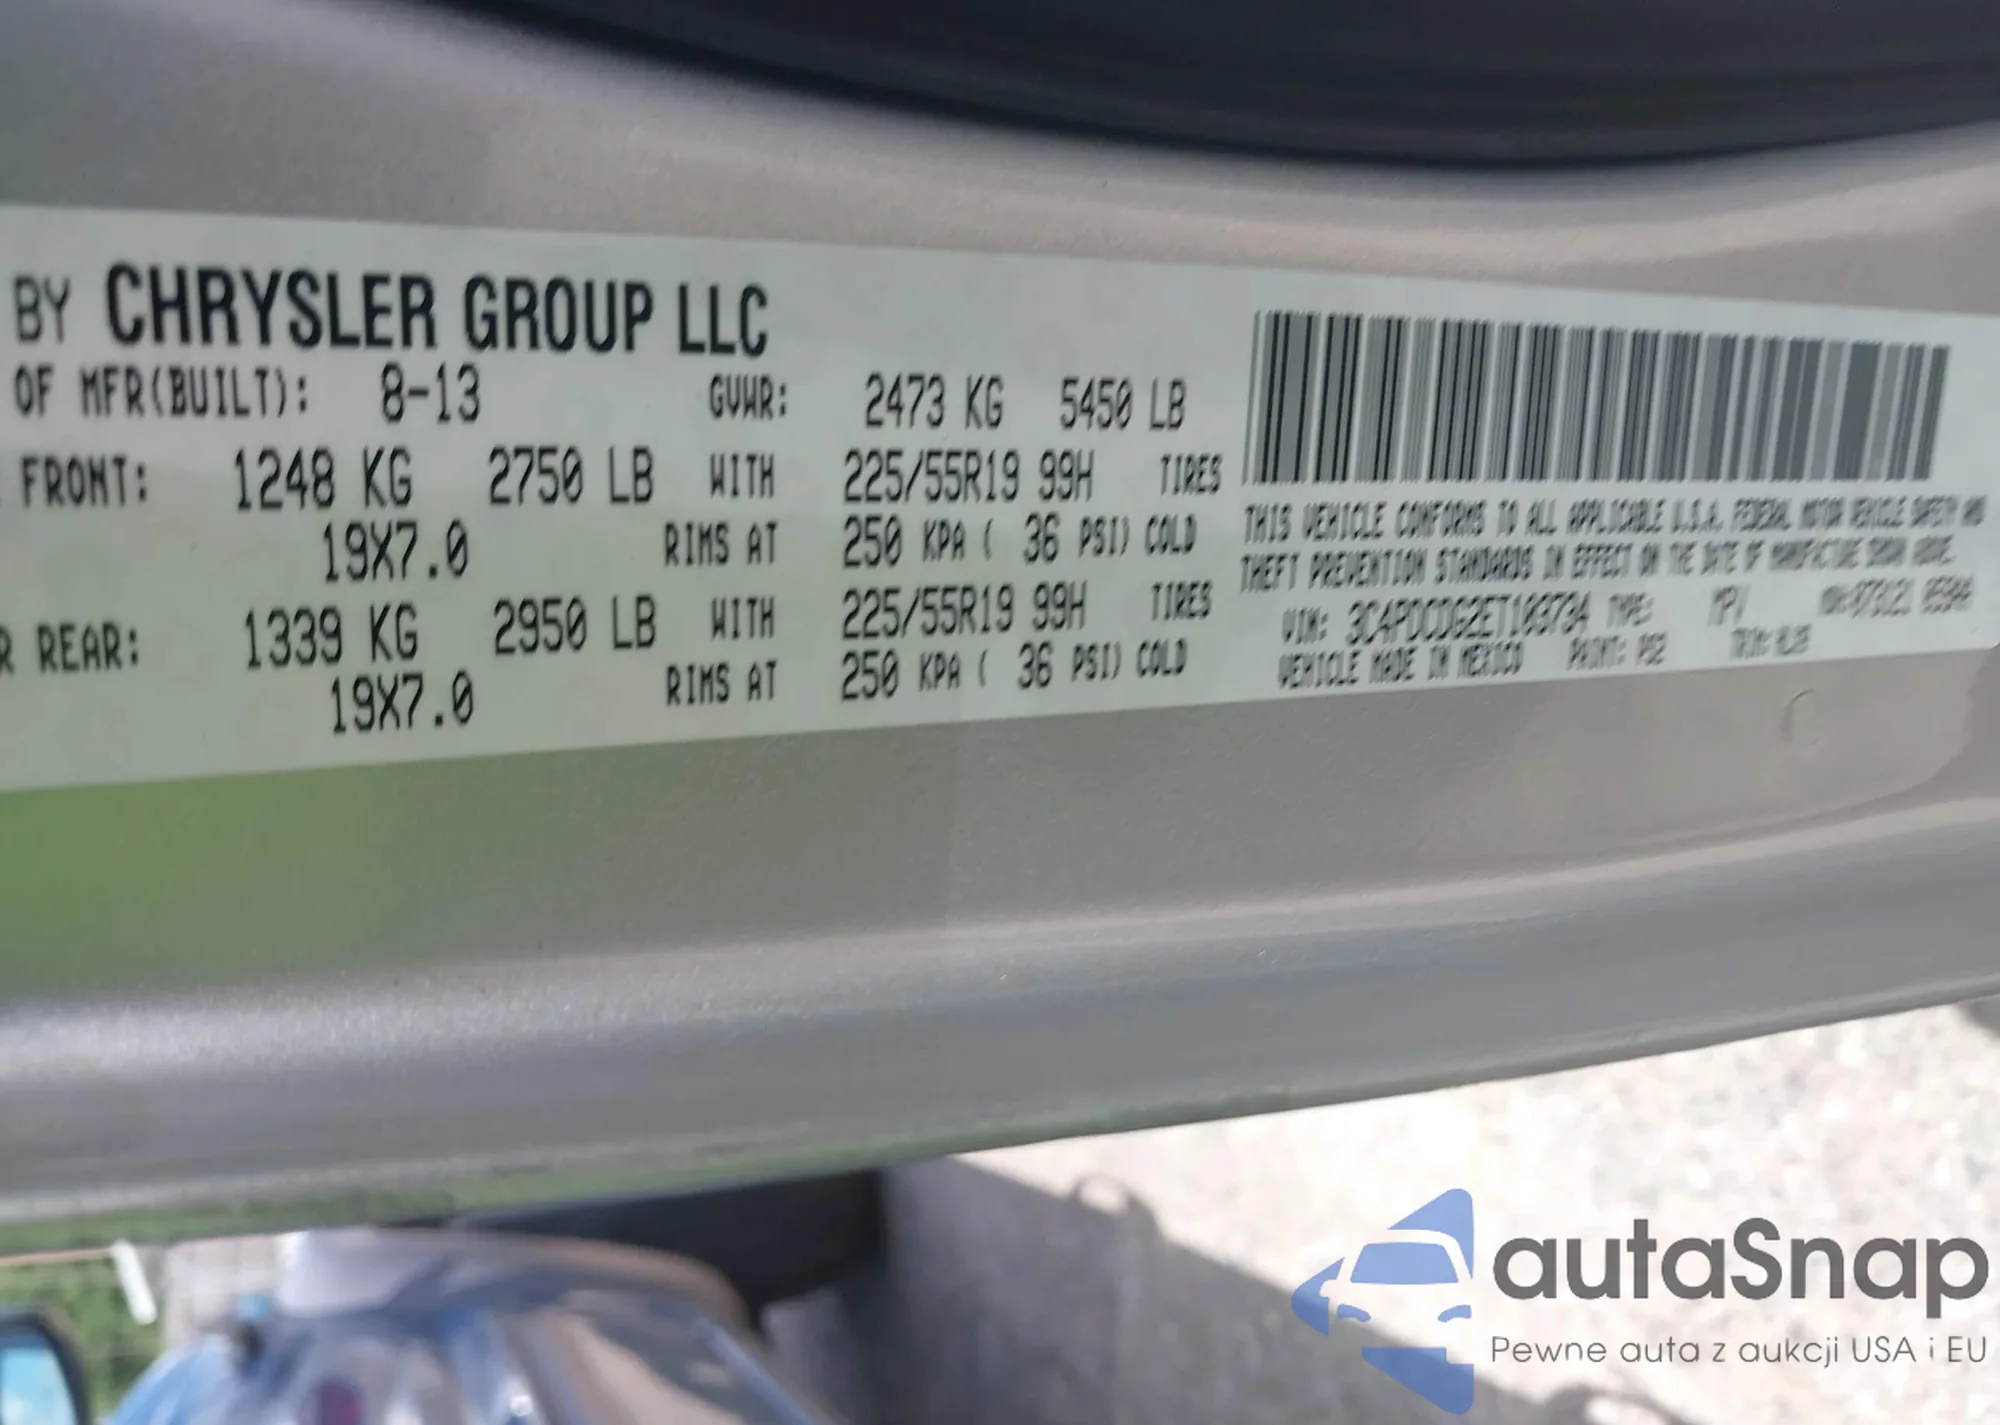 BY CHRYSLER GROUP LLC
OF MFR(BUILT): 8-13 GVWR: 2473 KG 5450 LB
FRONT: 1248 KG 2750 LB WITH 225/55R19 99H TIRES
19X7.0 RIMS AT 250 KPA ( 36 PSI) COLD
R REAR: 1339 KG 2950 LB WITH 225/55R19 99H TIRES
19X7.0 RIMS AT 250 KPA ( 36 PSI) COLD
THIS VEHICLE CONFORMS TO ALL APPLICABLE U.S.A. FEDERAL MOTOR VEHICLE SAFETY AND
THEFT PREVENTION STANDARDS IN EFFECT ON THE DATE OF MANUFACTURE SHOWN ABOVE.
VIN: 3C4PDCDG2ET103734 TYPE: MPV
VEHICLE MADE IN MEXICO PAINT: PS2 TRIM:
autaSnap
Pewne auta z aukcji USA i EU